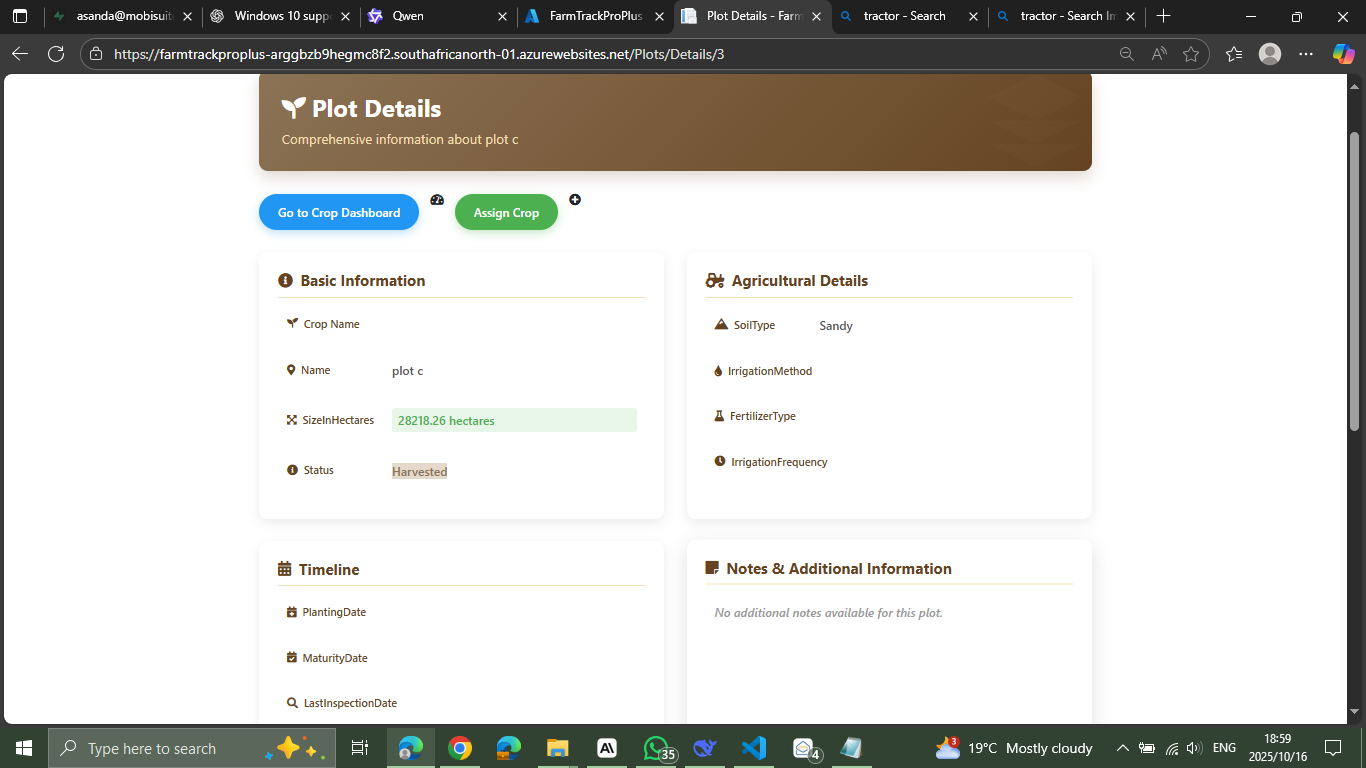 asanda@mobisuit
Windows 10 supp
Qwen
FarmTrackProPlus
Plot Details - Farm
tractor - Search
tractor - Search Im
https://farmtrackproplus-arggbzb9hegmc8f2.southafricanorth-01.azurewebsites.net/Plots/Details/3
Plot Details
Comprehensive information about plot c
Go to Crop Dashboard
Assign Crop
Basic Information
Crop Name
Name
plot c
SizeInHectares
28218.26 hectares
Status
Harvested
Agricultural Details
SoilType
Sandy
IrrigationMethod
FertilizerType
IrrigationFrequency
Timeline
PlantingDate
MaturityDate
LastInspectionDate
Notes & Additional Information
No additional notes available for this plot.
Type here to search
35
4
3
19°C Mostly cloudy
ENG
18:59
2025/10/16